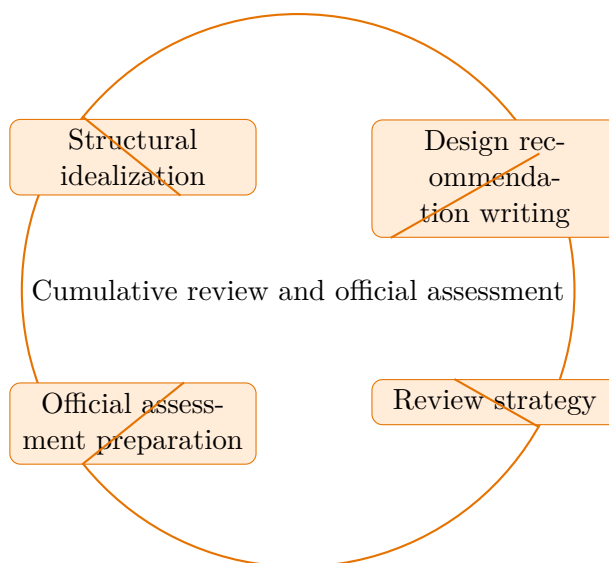 Structural
idealization
Design rec-
ommenda-
tion writing
Cumulative review and official assessment
Official assess-
ment preparation
Review strategy